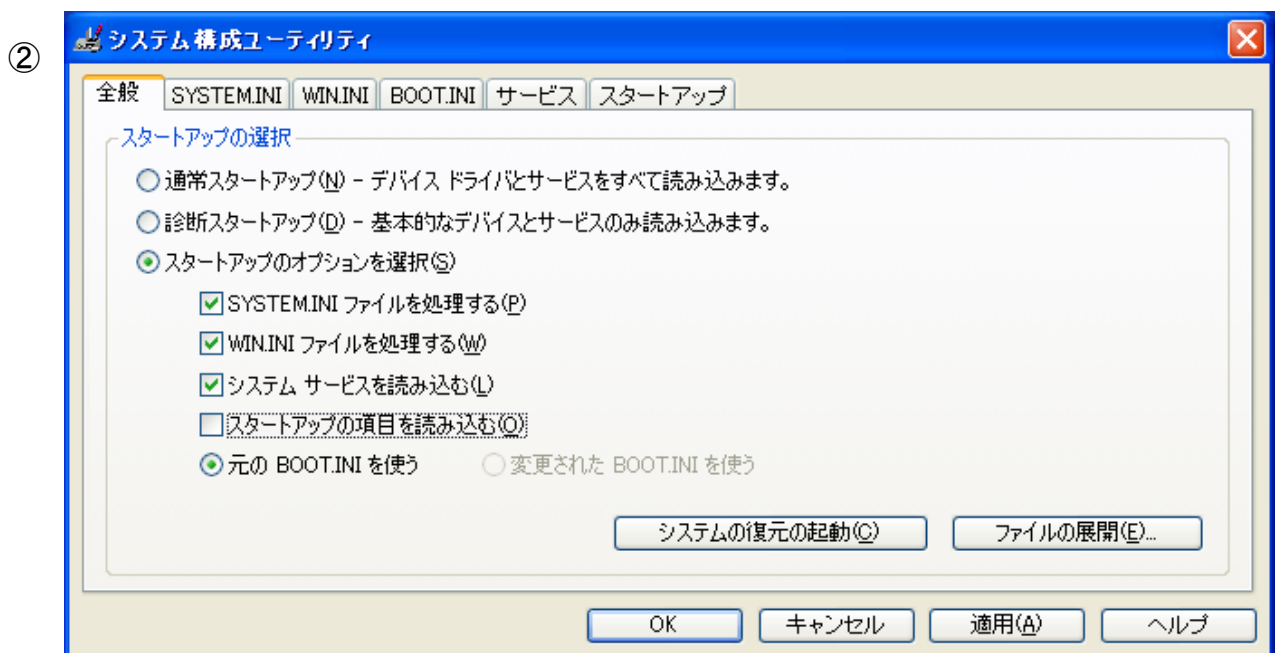 ②
システム構成ユーティリティ
全般 SYSTEM.INI WIN.INI BOOT.INI サービス スタートアップ
スタートアップの選択
通常スタートアップ(N) - デバイス ドライバとサービスをすべて読み込みます。
診断スタートアップ(D) - 基本的なデバイスとサービスのみ読み込みます。
スタートアップのオプションを選択(S)
SYSTEM.INI ファイルを処理する(P)
WIN.INI ファイルを処理する(W)
システム サービスを読み込む(L)
スタートアップの項目を読み込む(O)
元の BOOT.INI を使う 変更された BOOT.INI を使う
システムの復元の起動(C) ファイルの展開(E)...
OK キャンセル 適用(A) ヘルプ